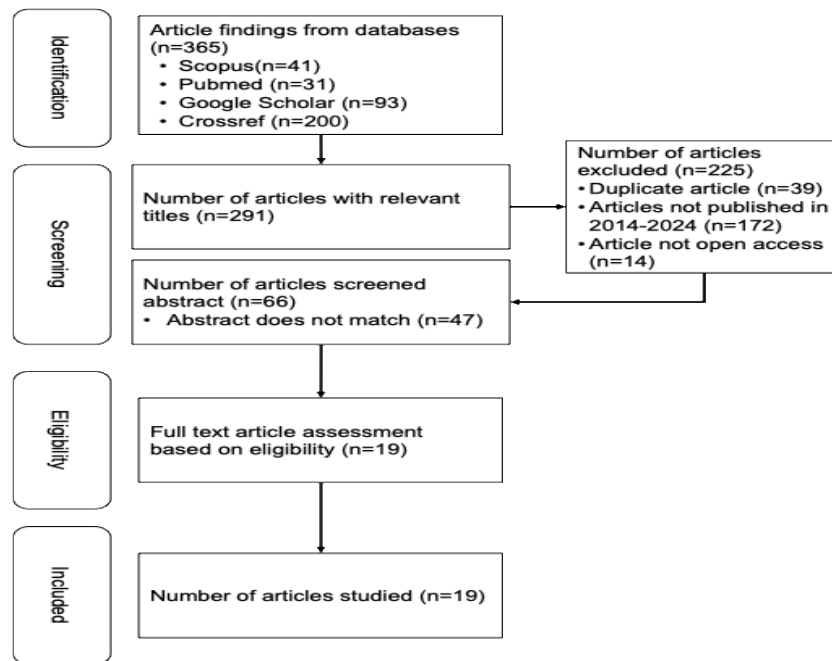 Identification
Article findings from databases
(n=365)
• Scopus(n=41)
• Pubmed (n=31)
• Google Scholar (n=93)
• Crossref (n=200)
Screening
Number of articles with relevant
titles (n=291)
Number of articles
excluded (n=225)
• Duplicate article (n=39)
• Articles not published in
2014-2024 (n=172)
• Article not open access
(n=14)
Number of articles screened
abstract (n=66)
• Abstract does not match (n=47)
Eligibility
Full text article assessment
based on eligibility (n=19)
Included
Number of articles studied (n=19)